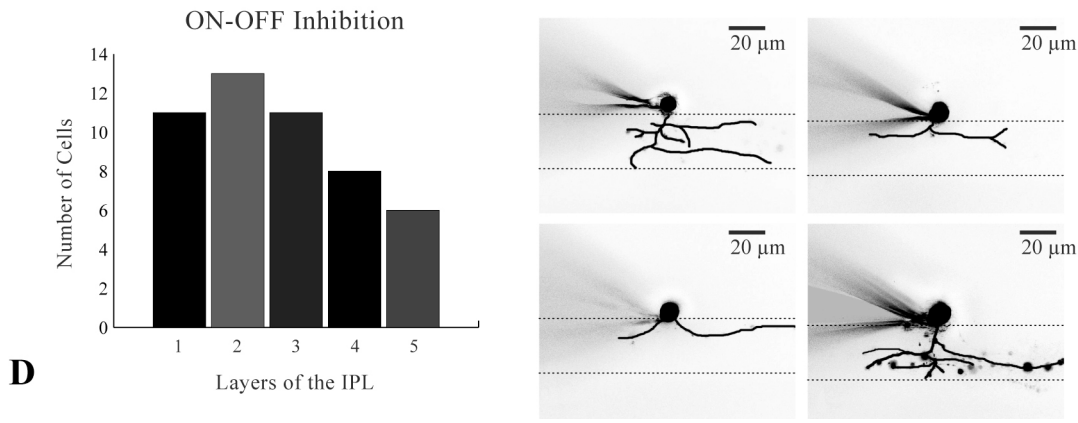 ON-OFF Inhibition
Number of Cells
14
12
10
8
6
4
2
0
1 2 3 4 5
Layers of the IPL
D
20 µm
20 µm
20 µm
20 µm